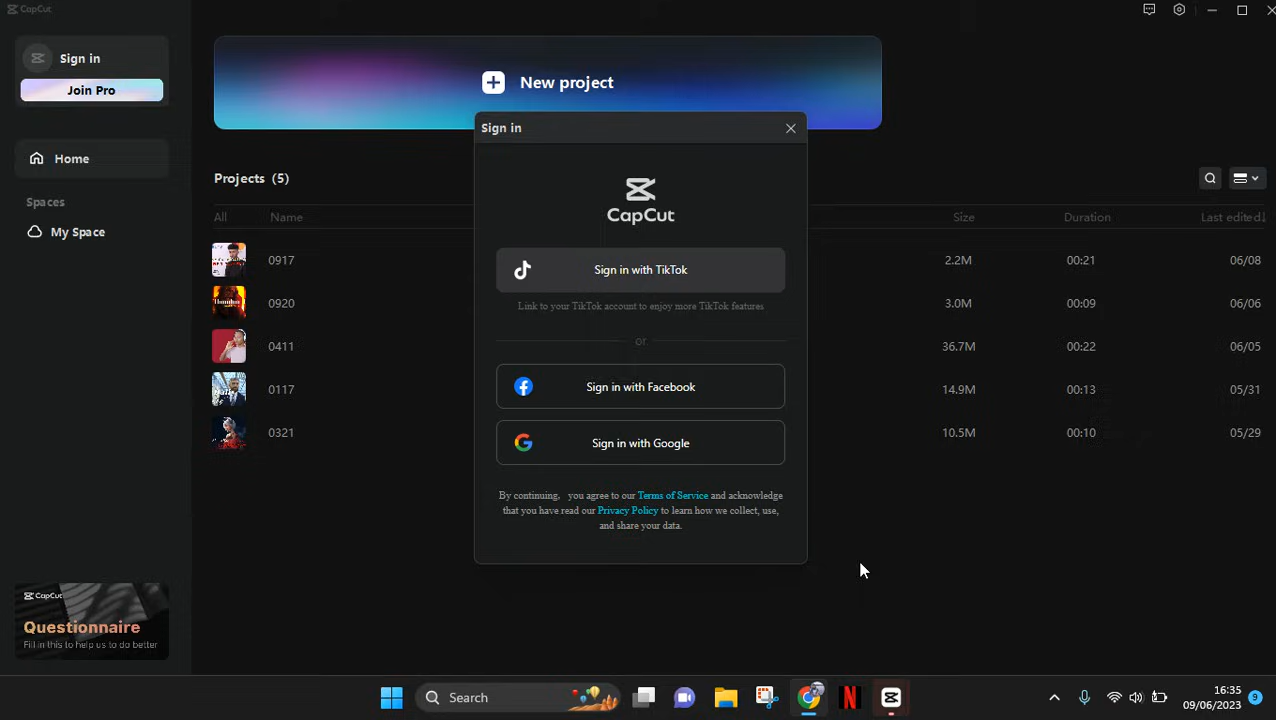 CapCut
Sign in
Join Pro
New project
Sign in
Home
Projects (5)
Spaces
My Space
All Name Size Duration Last edited↓
CapCut
0917 2.2M 00:21 06/08
Sign in with TikTok
Link to your TikTok account to enjoy more TikTok features
0920 3.0M 00:09 06/06
or
0411 36.7M 00:22 06/05
Sign in with Facebook
0117 14.9M 00:13 05/31
Sign in with Google
0321 10.5M 00:10 05/29
By continuing, you agree to our Terms of Service and acknowledge
that you have read our Privacy Policy to learn how we collect, use,
and share your data.
CapCut
Questionnaire
Fill in this to help us to do better
Search
16:35
09/06/2023
9